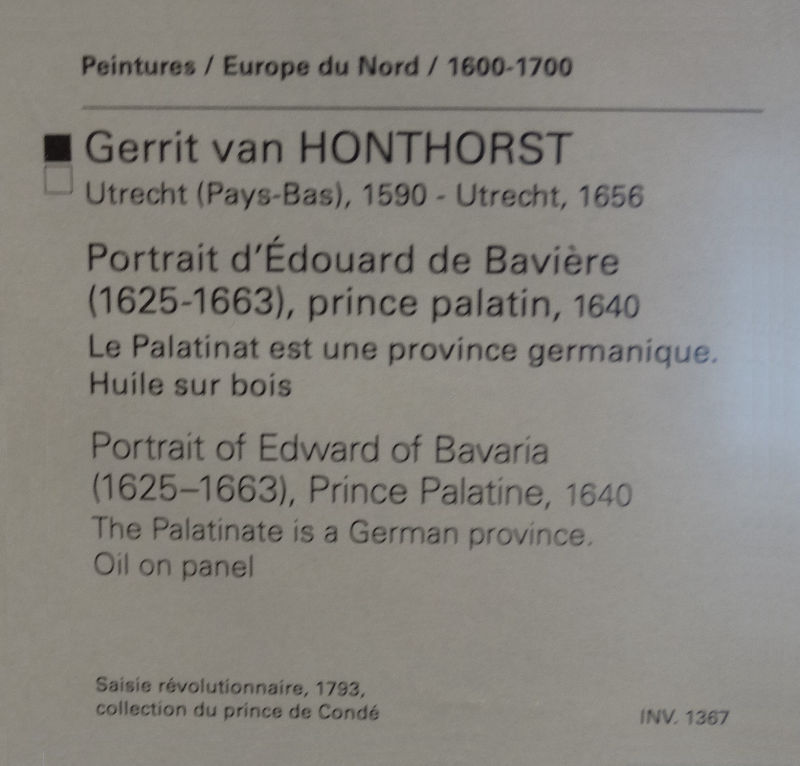 Peintures / Europe du Nord / 1600-1700
Gerrit van HONTHORST
Utrecht (Pays-Bas), 1590 - Utrecht, 1656
Portrait d'Édouard de Bavière
(1625-1663), prince palatin, 1640
Le Palatinat est une province germanique.
Huile sur bois
Portrait of Edward of Bavaria
(1625–1663), Prince Palatine, 1640
The Palatinate is a German province.
Oil on panel
Saisie révolutionnaire, 1793,
collection du prince de Condé
INV. 1367